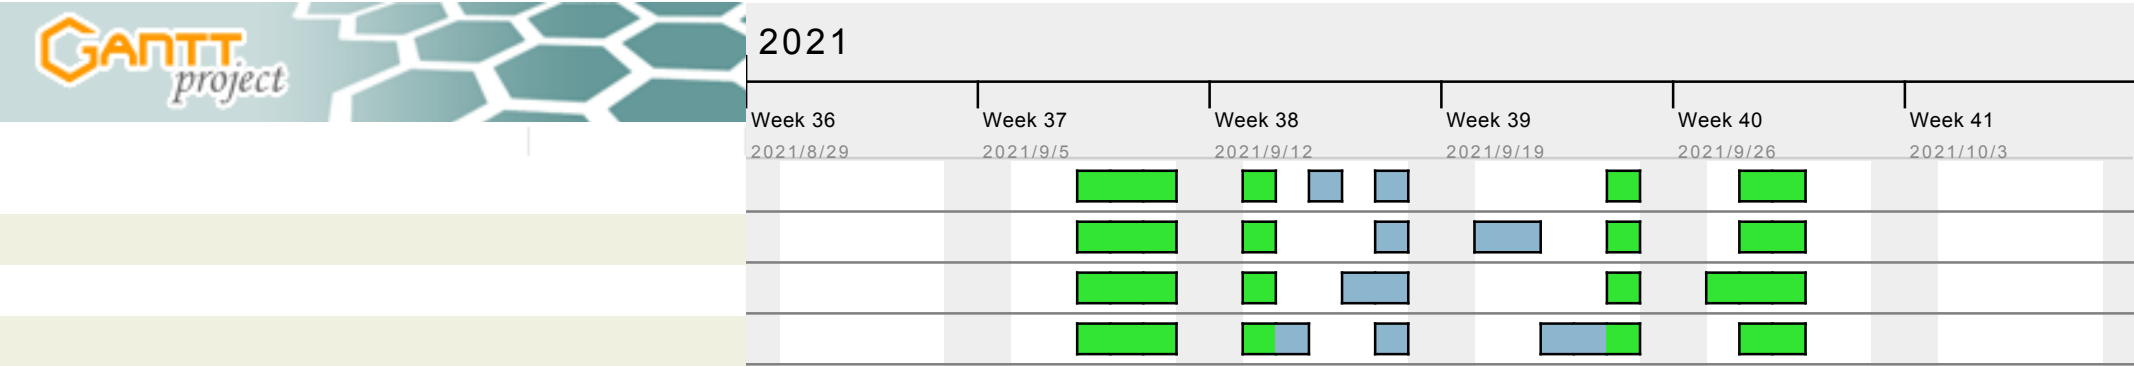 GANTT
project
2021
Week 36
Week 37
Week 38
Week 39
Week 40
Week 41
2021/8/29
2021/9/5
2021/9/12
2021/9/19
2021/9/26
2021/10/3